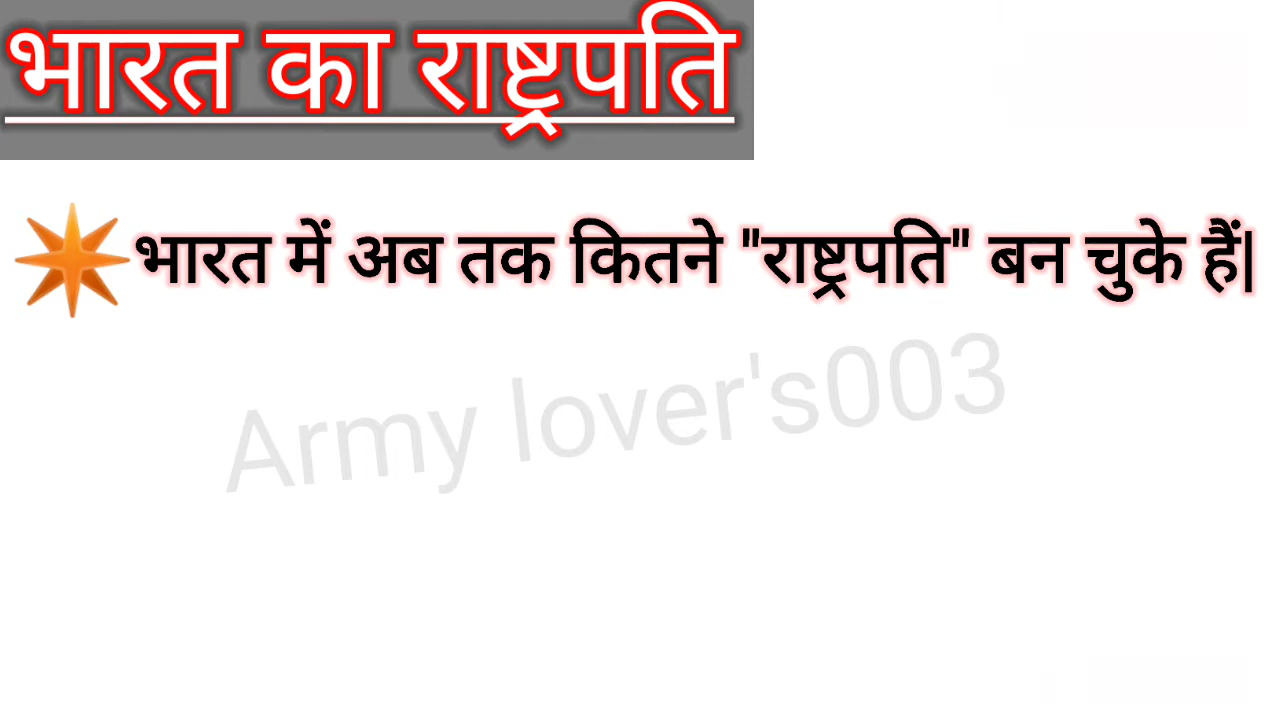 भारत का राष्ट्रपति
भारत में अब तक कितने "राष्ट्रपति" बन चुके हैं|
Army lover's003